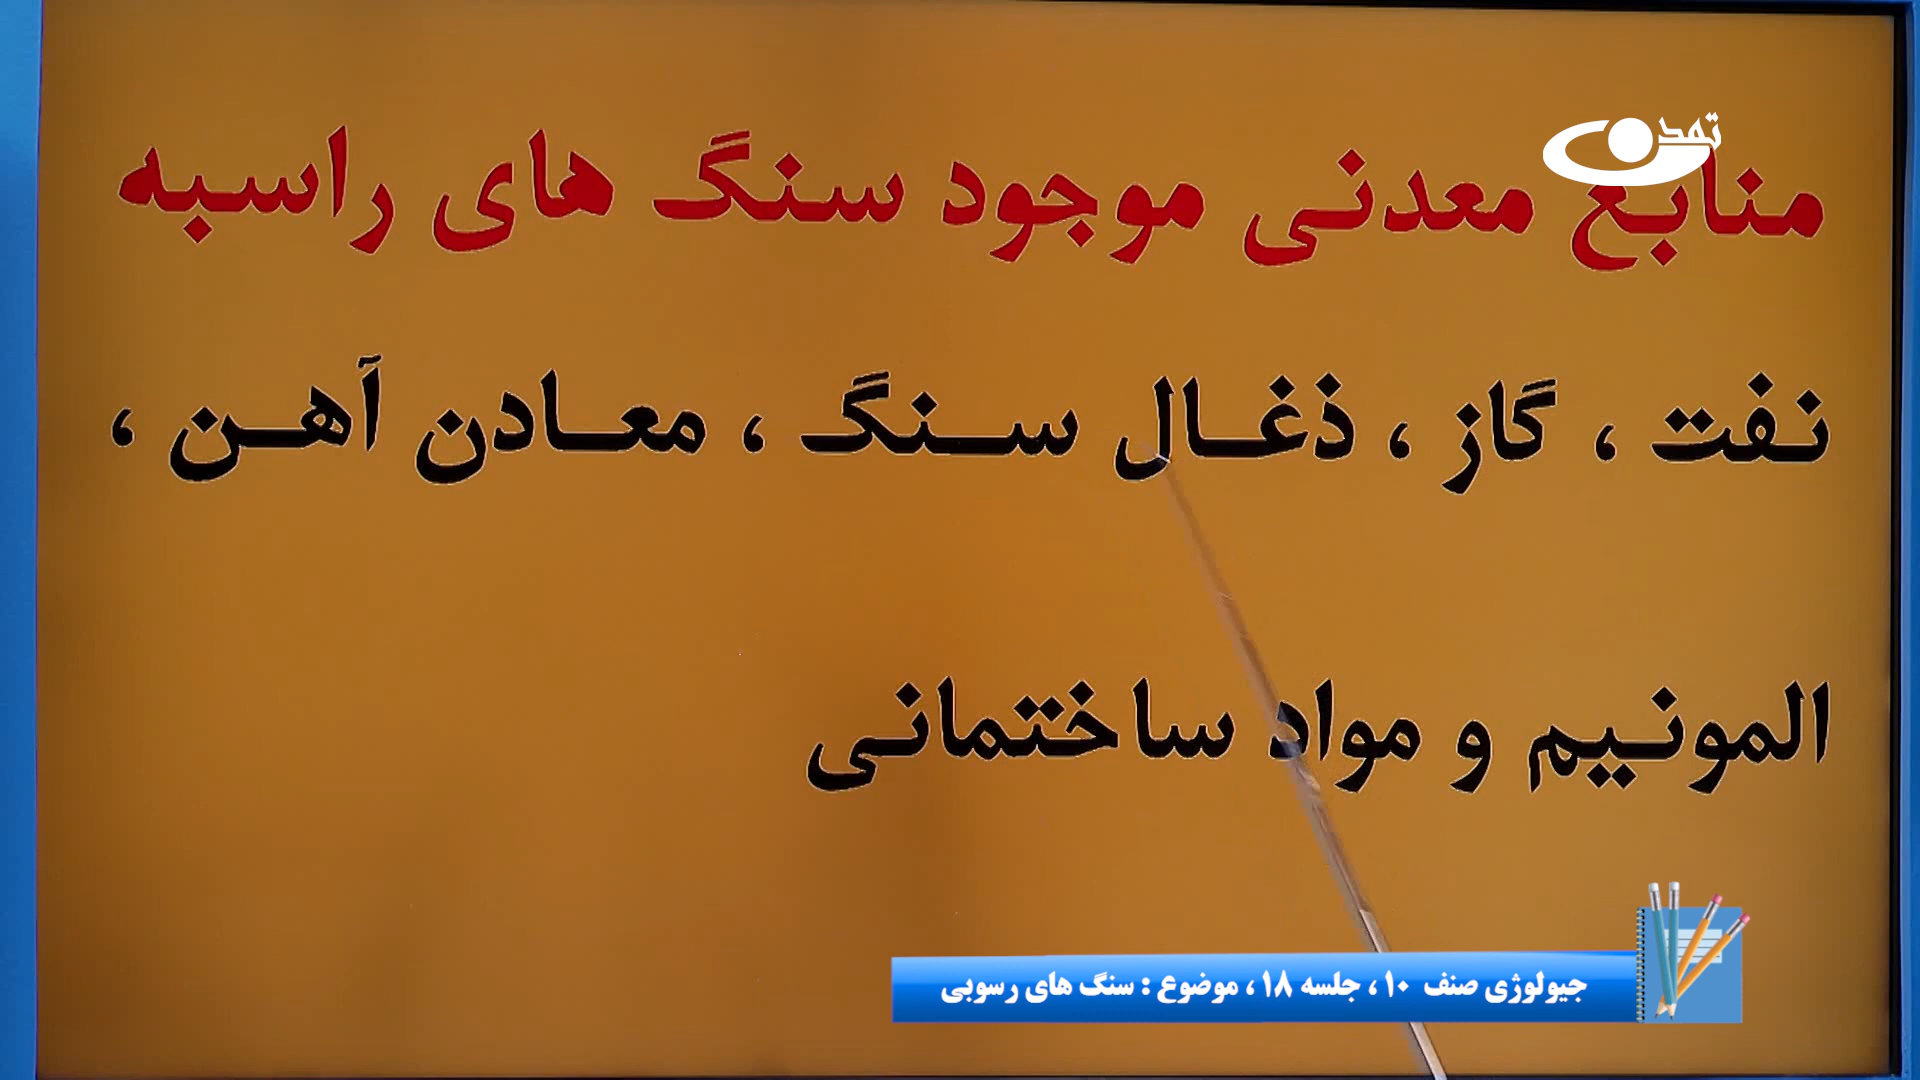 تمدن
منابع معدنی موجود سنگ های راسبه
نفت ، گاز ، ذغال سنگ ، معادن آهن ،
المونیم و مواد ساختمانی
جیولوژی صنف ۱۰ ، جلسه ۱۸ ، موضوع : سنگ های رسوبی